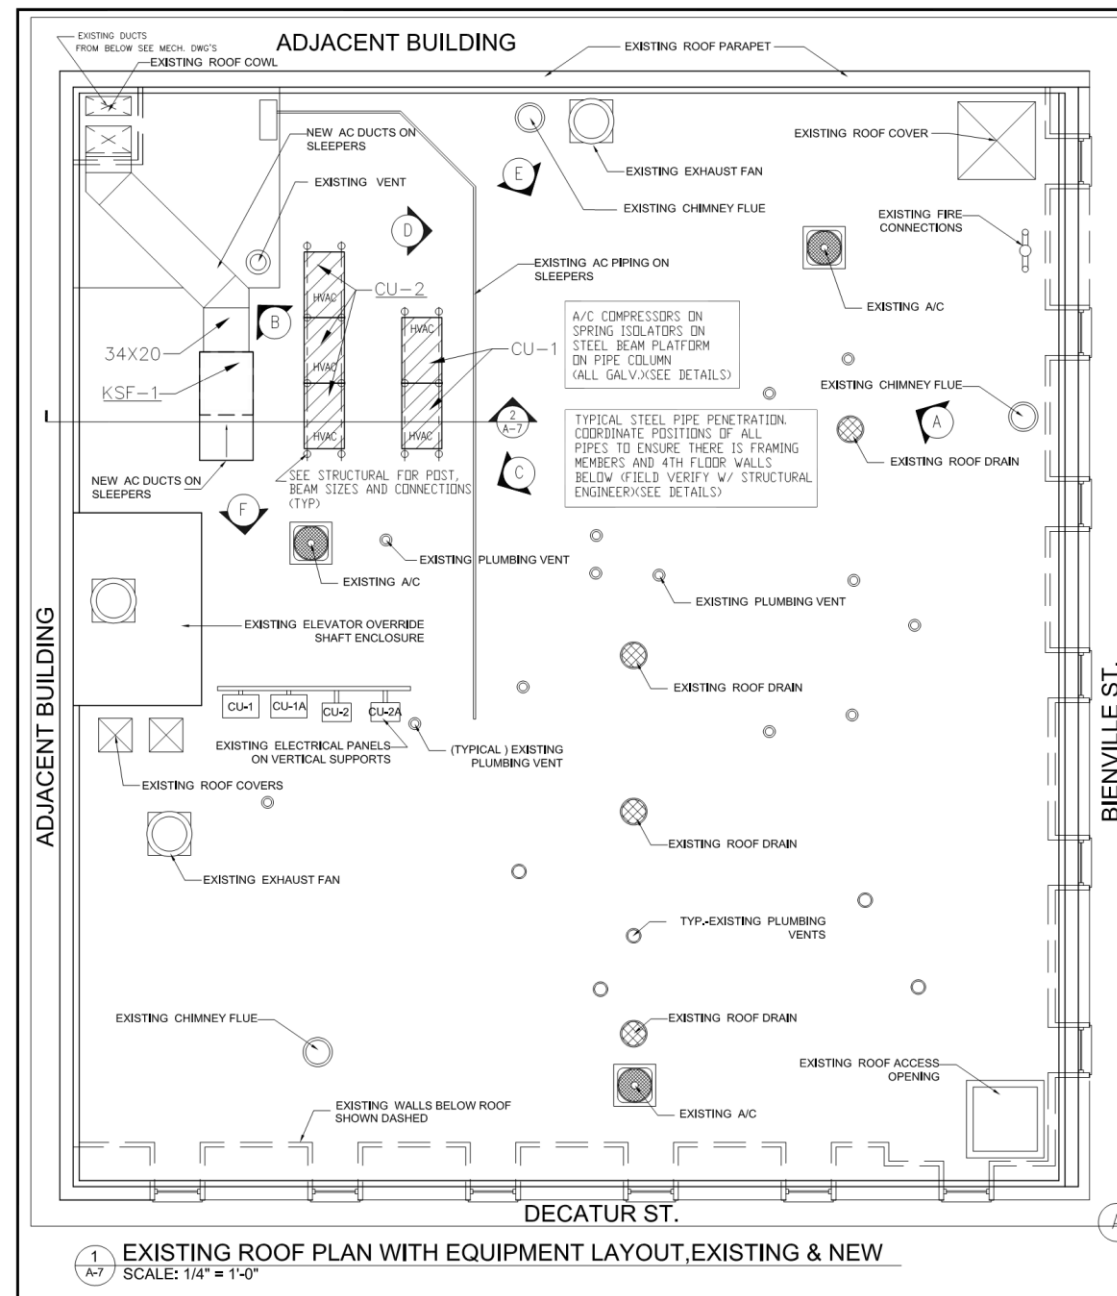 EXISTING DUCTS
FROM BELOW SEE MECH. DWG'S
EXISTING ROOF COWL
ADJACENT BUILDING
EXISTING ROOF PARAPET
NEW AC DUCTS ON
SLEEPERS
EXISTING VENT
EXISTING ROOF COVER
EXISTING EXHAUST FAN
E
EXISTING CHIMNEY FLUE
EXISTING FIRE
CONNECTIONS
D
EXISTING AC PIPING ON
SLEEPERS
EXISTING A/C
CU-2
HVAC
HVAC
HVAC
B
34X20
KSF-1
HVAC
HVAC
CU-1
A/C COMPRESSORS ON
SPRING ISOLATORS ON
STEEL BEAM PLATFORM
ON PIPE COLUMN
(ALL GALV.)(SEE DETAILS)
EXISTING CHIMNEY FLUE
A
2
A-7
TYPICAL STEEL PIPE PENETRATION.
COORDINATE POSITIONS OF ALL
PIPES TO ENSURE THERE IS FRAMING
MEMBERS AND 4TH FLOOR WALLS
BELOW (FIELD VERIFY W/ STRUCTURAL
ENGINEER)(SEE DETAILS)
EXISTING ROOF DRAIN
C
NEW AC DUCTS ON
SLEEPERS
SEE STRUCTURAL FOR POST,
BEAM SIZES AND CONNECTIONS
(TYP)
F
EXISTING PLUMBING VENT
EXISTING A/C
EXISTING PLUMBING VENT
EXISTING ELEVATOR OVERRIDE
SHAFT ENCLOSURE
ADJACENT BUILDING
BIENVILLE ST.
EXISTING ROOF DRAIN
CU-1
CU-1A
CU-2
CU-2A
EXISTING ELECTRICAL PANELS
ON VERTICAL SUPPORTS
(TYPICAL ) EXISTING
PLUMBING VENT
EXISTING ROOF COVERS
EXISTING ROOF DRAIN
EXISTING EXHAUST FAN
TYP.-EXISTING PLUMBING
VENTS
EXISTING CHIMNEY FLUE
EXISTING ROOF DRAIN
EXISTING ROOF ACCESS
OPENING
EXISTING WALLS BELOW ROOF
SHOWN DASHED
EXISTING A/C
DECATUR ST.
1
A-7
EXISTING ROOF PLAN WITH EQUIPMENT LAYOUT,EXISTING & NEW
SCALE: 1/4" = 1'-0"